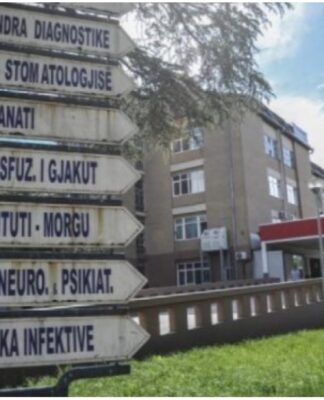 NDRA DIAGNOSTIKE
STOMATOLOGJISË
ANATI
SFUZ. I GJAKUT
TUTI - MORGU
NEURO. & PSIKIAT.
KA INFEKTIVE